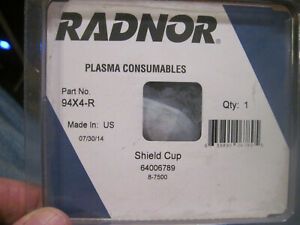 RADNOR
PLASMA CONSUMABLES
Part No.
94X4-R
Qty: 1
Made In: US
07/30/14
Shield Cup
64006789
8-7500